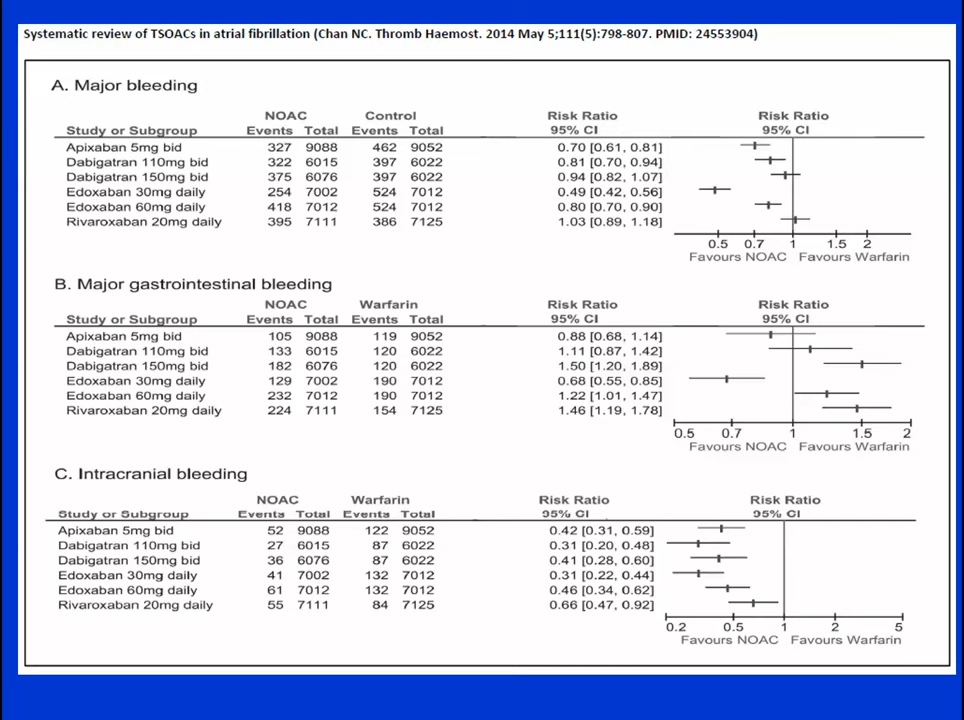 Systematic review of TSOACs in atrial fibrillation (Chan NC. Thromb Haemost. 2014 May 5;111(5):798-807. PMID: 24553904)
A. Major bleeding
NOAC Control Risk Ratio Risk Ratio
Study or Subgroup Events Total Events Total 95% CI 95% CI
Apixaban 5mg bid 327 9088 462 9052 0.70 [0.61, 0.81]
Dabigatran 110mg bid 322 6015 397 6022 0.81 [0.70, 0.94]
Dabigatran 150mg bid 375 6076 397 6022 0.94 [0.82, 1.07]
Edoxaban 30mg daily 254 7002 524 7012 0.49 [0.42, 0.56]
Edoxaban 60mg daily 418 7012 524 7012 0.80 [0.70, 0.90]
Rivaroxaban 20mg daily 395 7111 386 7125 1.03 [0.89, 1.18]
0.5 0.7 1 1.5 2
Favours NOAC Favours Warfarin
B. Major gastrointestinal bleeding
NOAC Warfarin Risk Ratio Risk Ratio
Study or Subgroup Events Total Events Total 95% CI 95% CI
Apixaban 5mg bid 105 9088 119 9052 0.88 [0.68, 1.14]
Dabigatran 110mg bid 133 6015 120 6022 1.11 [0.87, 1.42]
Dabigatran 150mg bid 182 6076 120 6022 1.50 [1.20, 1.89]
Edoxaban 30mg daily 129 7002 190 7012 0.68 [0.55, 0.85]
Edoxaban 60mg daily 232 7012 190 7012 1.22 [1.01, 1.47]
Rivaroxaban 20mg daily 224 7111 154 7125 1.46 [1.19, 1.78]
0.5 0.7 1 1.5 2
Favours NOAC Favours Warfarin
C. Intracranial bleeding
NOAC Warfarin Risk Ratio Risk Ratio
Study or Subgroup Events Total Events Total 95% CI 95% CI
Apixaban 5mg bid 52 9088 122 9052 0.42 [0.31, 0.59]
Dabigatran 110mg bid 27 6015 87 6022 0.31 [0.20, 0.48]
Dabigatran 150mg bid 36 6076 87 6022 0.41 [0.28, 0.60]
Edoxaban 30mg daily 41 7002 132 7012 0.31 [0.22, 0.44]
Edoxaban 60mg daily 61 7012 132 7012 0.46 [0.34, 0.62]
Rivaroxaban 20mg daily 55 7111 84 7125 0.66 [0.47, 0.92]
0.2 0.5 1 2 5
Favours NOAC Favours Warfarin